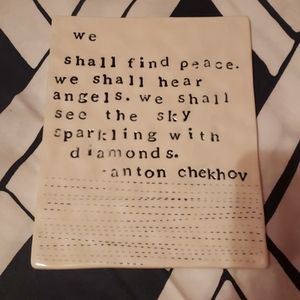 we
shall find peace.
we shall hear
angels. we shall
see the sky
sparkling with
diamonds.
-anton chekhov